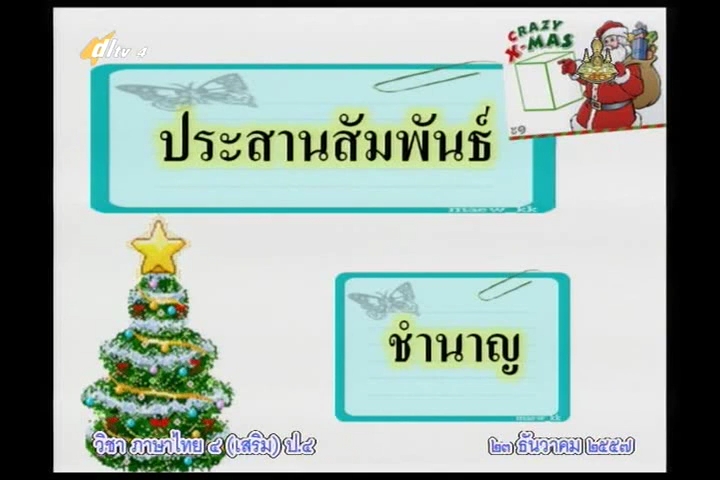 dltv 4
CRAZY
X-MAS
ประสานสัมพันธ์
maew_kk
ชำนาญ
maew_kk
วิชา ภาษาไทย ๔ (เสริม) ป.๔
๒๓ ธันวาคม ๒๕๕๗